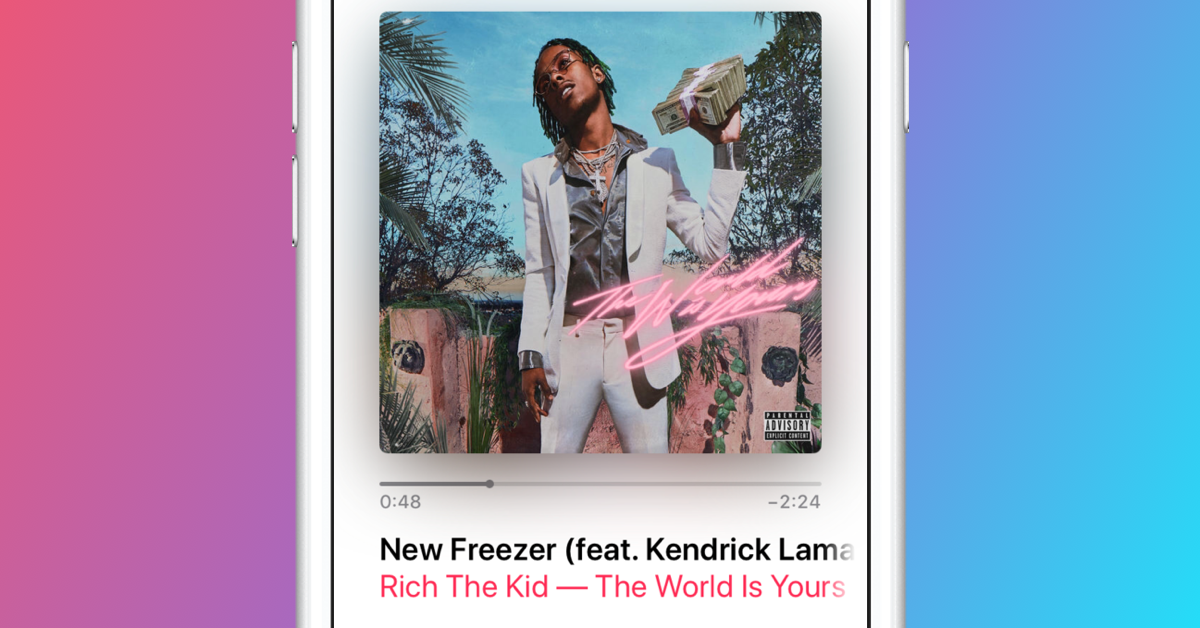 The World
is Yours
PARENTAL
ADVISORY
EXPLICIT CONTENT
0:48 −2:24
New Freezer (feat. Kendrick Lama
Rich The Kid — The World Is Yours